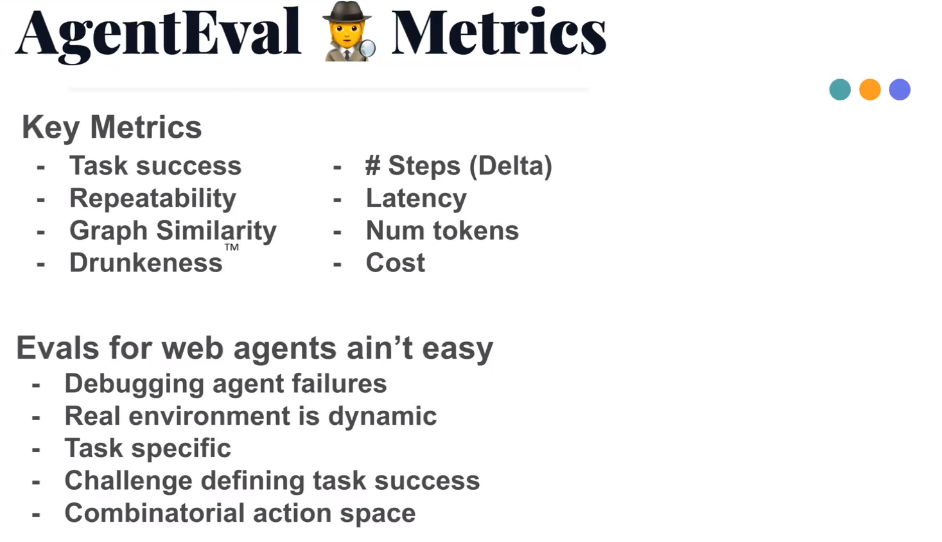 AgentEval 🕵️ Metrics
Key Metrics
- Task success
- Repeatability
- Graph Similarity
- Drunkeness™
- # Steps (Delta)
- Latency
- Num tokens
- Cost
Evals for web agents ain't easy
- Debugging agent failures
- Real environment is dynamic
- Task specific
- Challenge defining task success
- Combinatorial action space